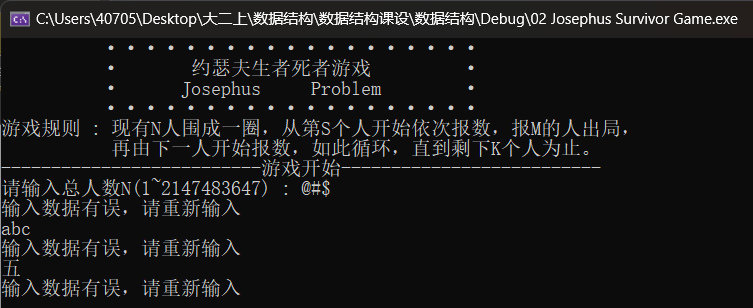 C:\Users\40705\Desktop\大二上\数据结构\数据结构课设\数据结构\Debug\02 Josephus Survivor Game.exe
约瑟夫生者死者游戏
Josephus Problem
游戏规则 : 现有N人围成一圈，从第S个人开始依次报数，报M的人出局，
再由下一人开始报数，如此循环，直到剩下K个人为止。
--------------------------游戏开始--------------------------
请输入总人数N(1~2147483647) : @#$
输入数据有误，请重新输入
abc
输入数据有误，请重新输入
五
输入数据有误，请重新输入